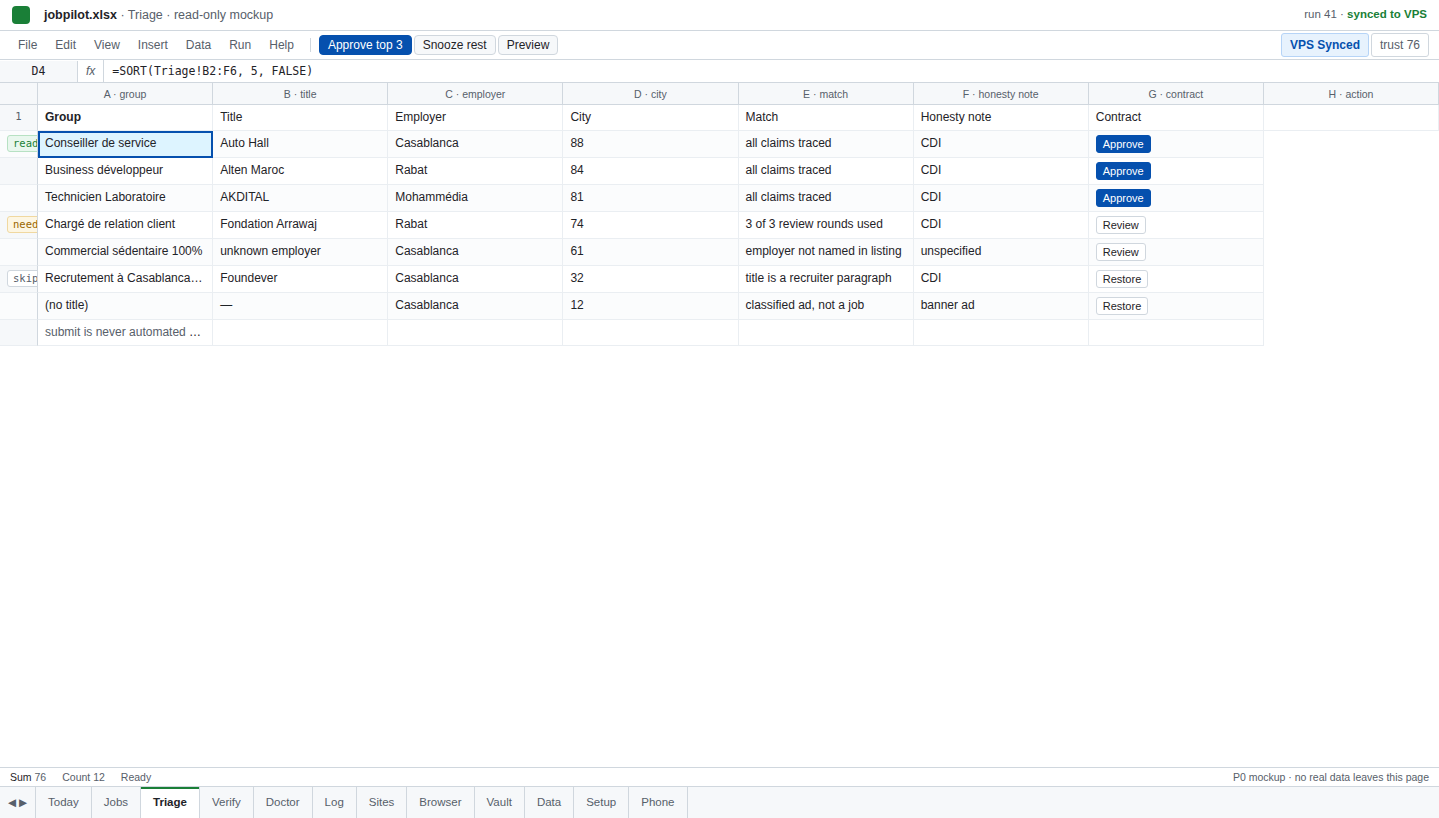 jobpilot.xlsx · Triage · read-only mockup run 41 · synced to VPS
File Edit View Insert Data Run Help Approve top 3 Snooze rest Preview VPS Synced trust 76
D4 fx =SORT(Triage!B2:F6, 5, FALSE)
A · group B · title C · employer D · city E · match F · honesty note G · contract H · action
1 Group Title Employer City Match Honesty note Contract
read Conseiller de service Auto Hall Casablanca 88 all claims traced CDI Approve
Business développeur Alten Maroc Rabat 84 all claims traced CDI Approve
Technicien Laboratoire AKDITAL Mohammédia 81 all claims traced CDI Approve
need Chargé de relation client Fondation Arrawaj Rabat 74 3 of 3 review rounds used CDI Review
Commercial sédentaire 100% unknown employer Casablanca 61 employer not named in listing unspecified Review
skip Recrutement à Casablanca… Foundever Casablanca 32 title is a recruiter paragraph CDI Restore
(no title) — Casablanca 12 classified ad, not a job banner ad Restore
submit is never automated …
Sum 76 Count 12 Ready P0 mockup · no real data leaves this page
◀ ▶ Today Jobs Triage Verify Doctor Log Sites Browser Vault Data Setup Phone